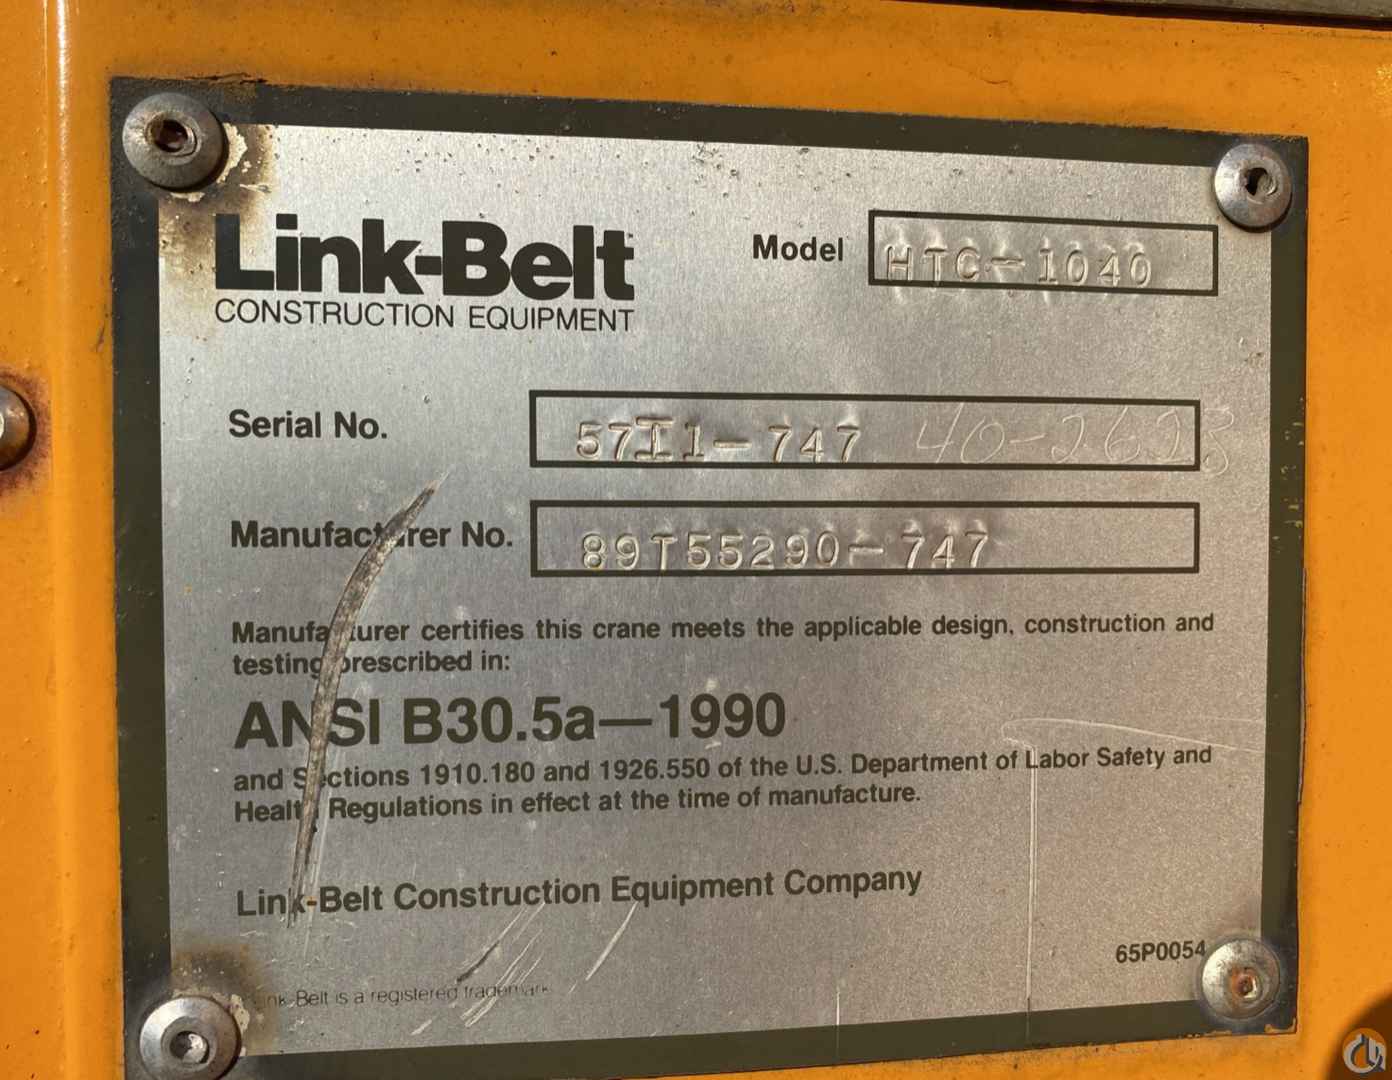 Link-Belt™
CONSTRUCTION EQUIPMENT
Model HTC-1040
Serial No. 57I1-747 40-2623
Manufacturer No. 89T55290-747
Manufacturer certifies this crane meets the applicable design, construction and
testing prescribed in:
ANSI B30.5a—1990
and Sections 1910.180 and 1926.550 of the U.S. Department of Labor Safety and
Health Regulations in effect at the time of manufacture.
Link-Belt Construction Equipment Company
65P0054
Link-Belt is a registered trademark